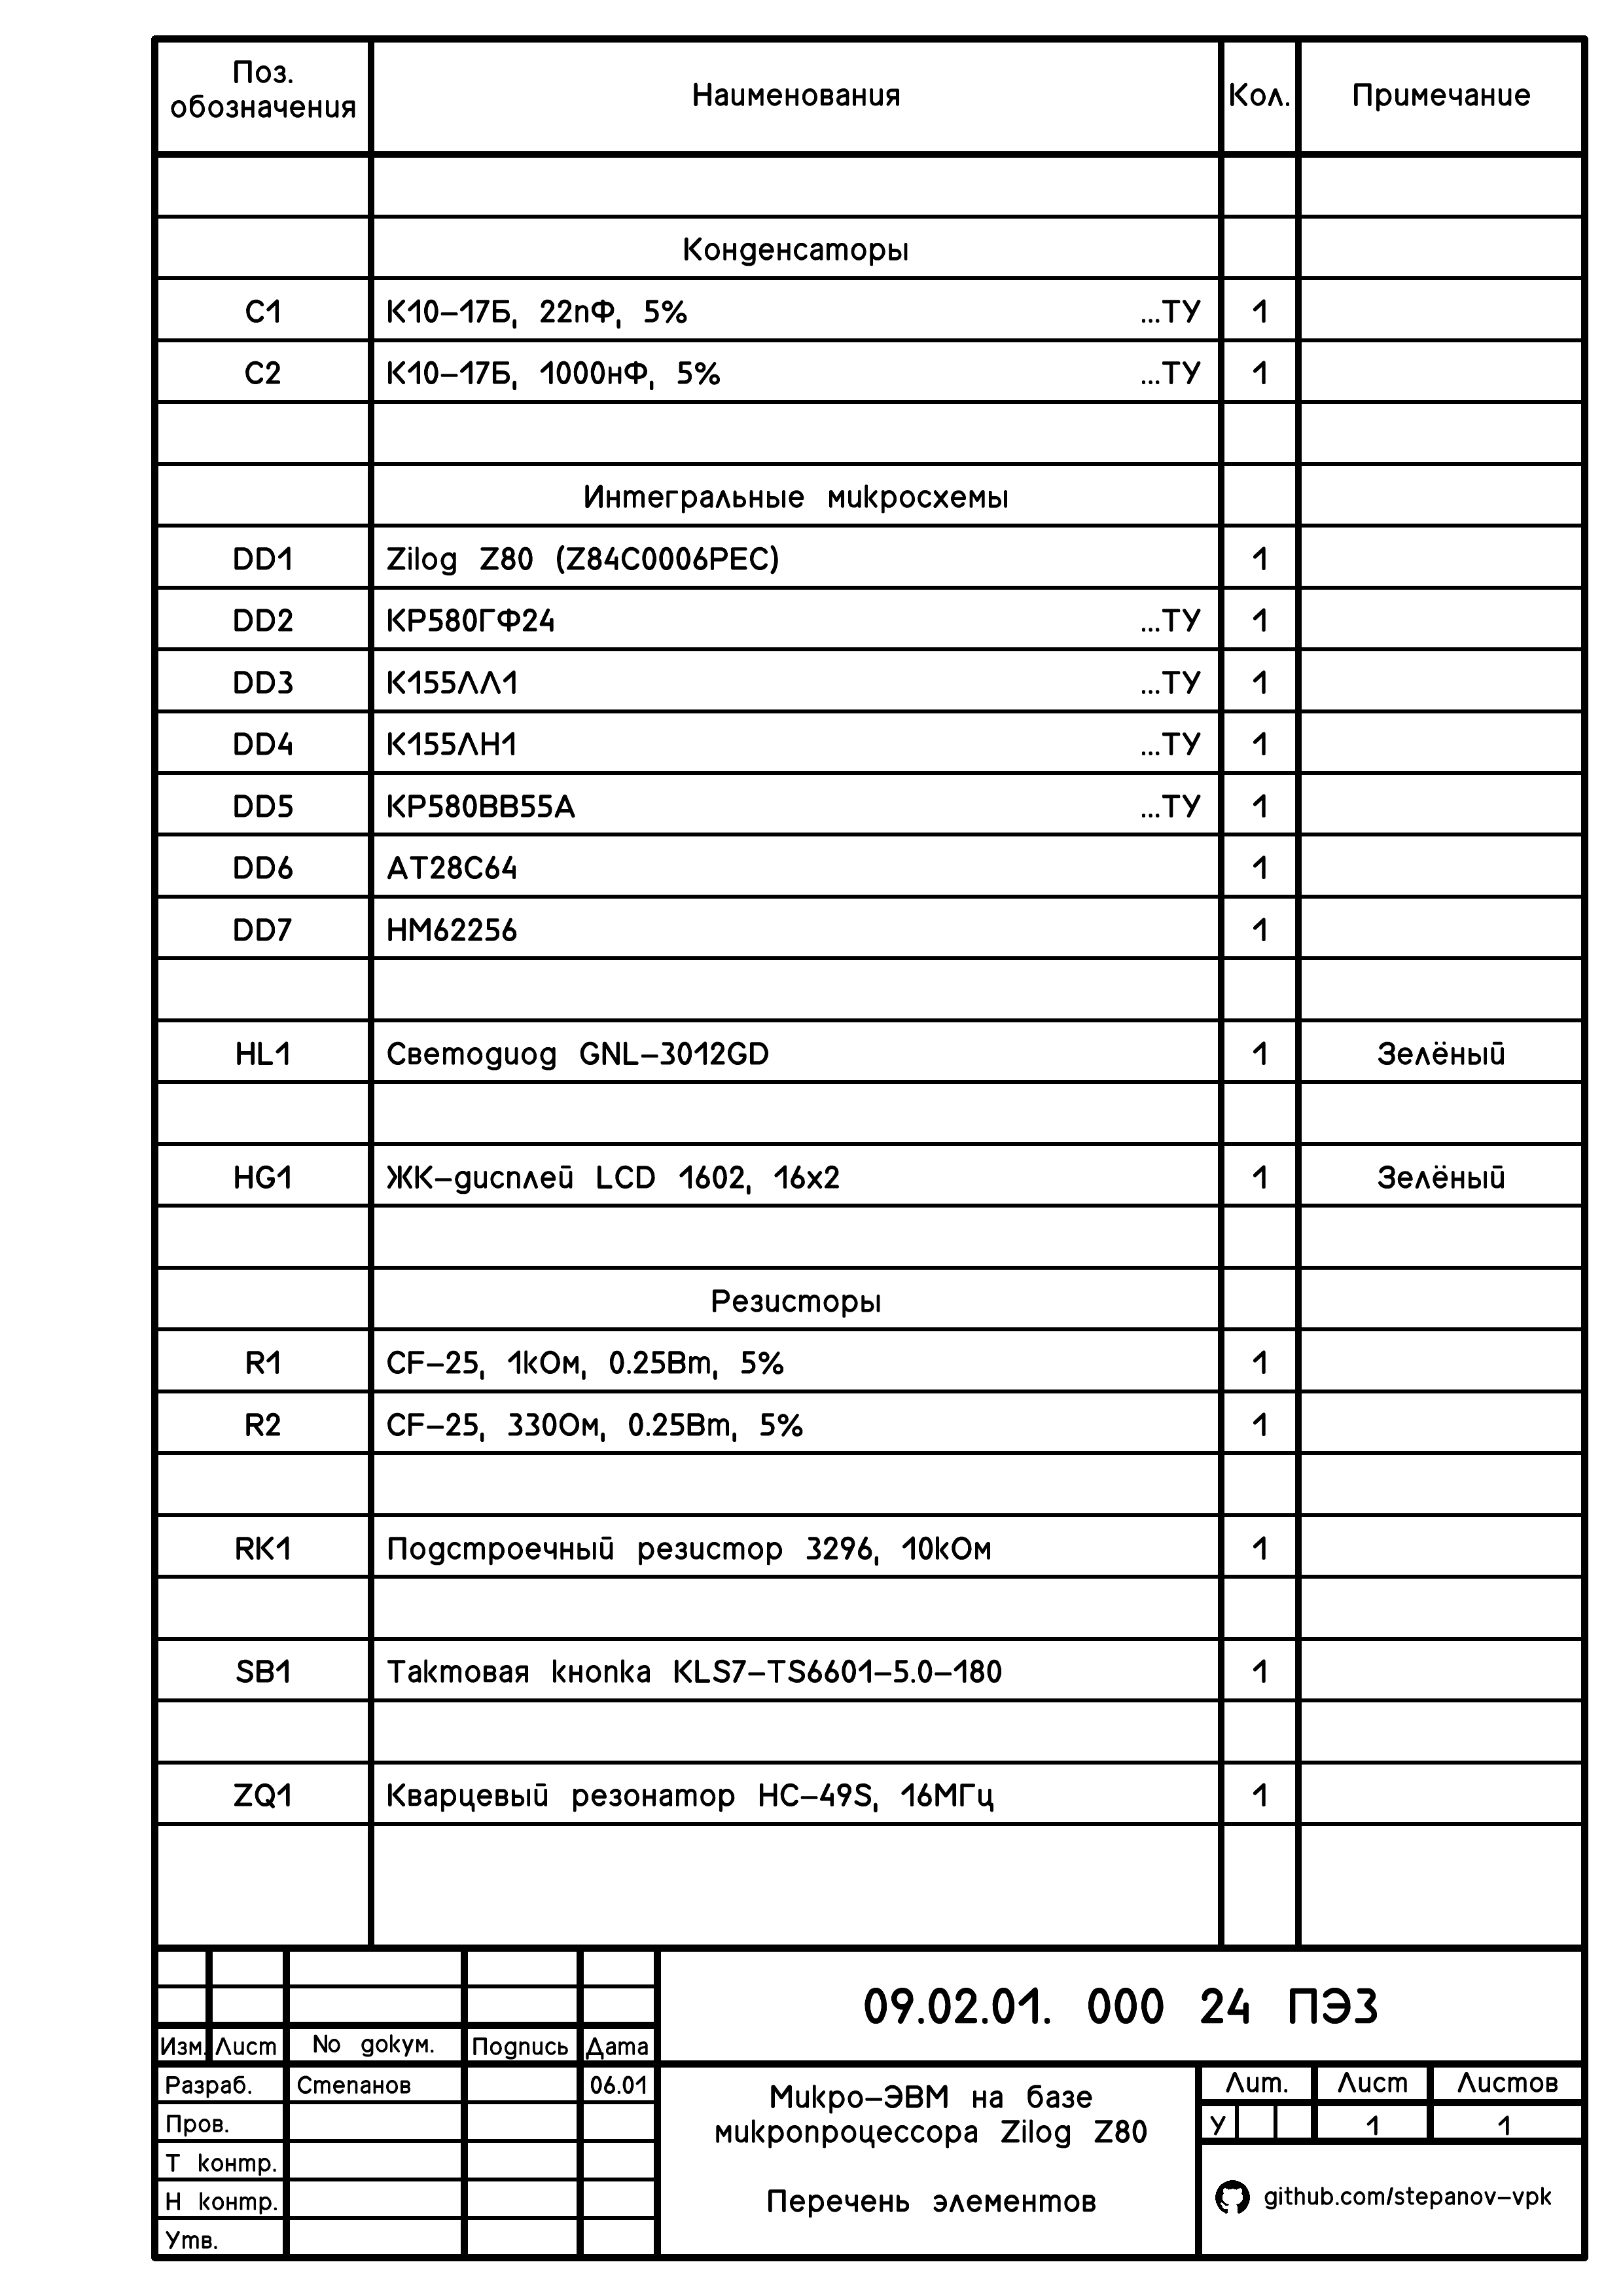 Поз.
обозначения
Наименования
Кол.
Примечание
Конденсаторы
C1 К10-17Б, 22пФ, 5% ...ТУ 1
C2 К10-17Б, 1000нФ, 5% ...ТУ 1
Интегральные микросхемы
DD1 Zilog Z80 (Z84C0006PEC) 1
DD2 КР580ГФ24 ...ТУ 1
DD3 К155ЛЛ1 ...ТУ 1
DD4 К155ЛН1 ...ТУ 1
DD5 КР580ВВ55А ...ТУ 1
DD6 AT28C64 1
DD7 HM62256 1
HL1 Светодиод GNL-3012GD 1 Зелёный
HG1 ЖК-дисплей LCD 1602, 16x2 1 Зелёный
Резисторы
R1 CF-25, 1кОм, 0.25Вт, 5% 1
R2 CF-25, 330Ом, 0.25Вт, 5% 1
RK1 Подстроечный резистор 3296, 10кОм 1
SB1 Тактовая кнопка KLS7-TS6601-5.0-180 1
ZQ1 Кварцевый резонатор HC-49S, 16МГц 1
09.02.01. 000 24 ПЭ3
Изм. Лист No докум. Подпись Дата
Разраб. Степанов 06.01
Пров.
Т контр.
Н контр.
Утв.
Микро-ЭВМ на базе
микропроцессора Zilog Z80
Перечень элементов
Лит. Лист Листов
У 1 1
github.com/stepanov-vpk